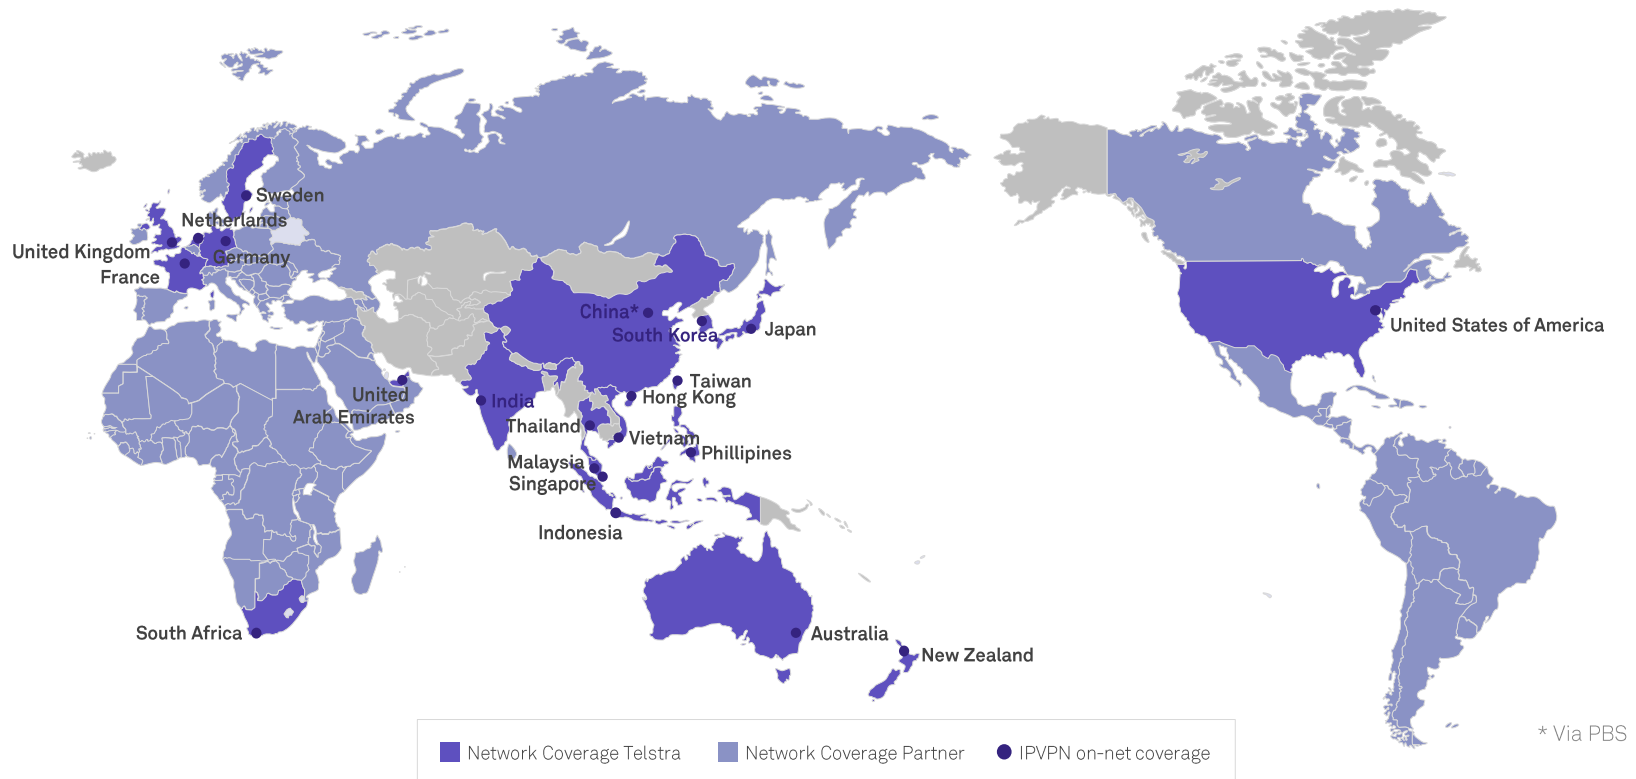 Sweden
Netherlands
United Kingdom
Germany
France
China*
South Korea
Japan
United States of America
United
Arab Emirates
India
Taiwan
Hong Kong
Thailand
Vietnam
Phillipines
Malaysia
Singapore
Indonesia
South Africa
Australia
New Zealand
* Via PBS
Network Coverage Telstra
Network Coverage Partner
IPVPN on-net coverage